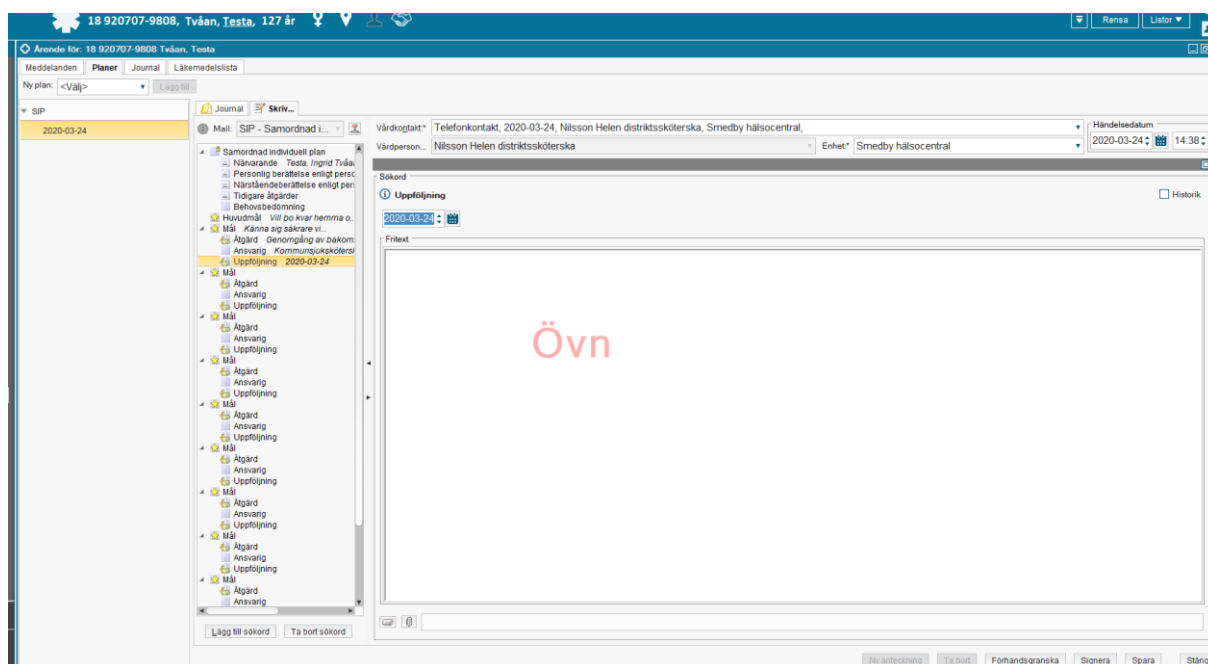 18 920707-9808, Tvåan, Testa, 127 år
Rensa
Listor
Ärende för: 18 920707-9808 Tvåan, Testa
Meddelanden Planer Journal Läkemedelslista
Ny plan: <Välj> Lägg till
SIP
2020-03-24
Journal Skriv...
Mall: SIP - Samordnad i...
Samordnad individuell plan
Närvarande Testa, Ingrid Tvåa
Personlig berättelse enligt perso
Närståendeberättelse enligt per
Tidigare åtgärder
Behovsbedömning
Huvudmål Vill bo kvar hemma o...
Mål Känna sig säkrare vi...
Åtgärd Genomgång av bakom
Ansvarig Kommunsjuksköters
Uppföljning 2020-03-24
Mål
Åtgärd
Ansvarig
Uppföljning
Mål
Åtgärd
Ansvarig
Uppföljning
Mål
Åtgärd
Ansvarig
Uppföljning
Mål
Åtgärd
Ansvarig
Uppföljning
Mål
Åtgärd
Ansvarig
Uppföljning
Mål
Åtgärd
Ansvarig
Uppföljning
Mål
Åtgärd
Ansvarig
Uppföljning
Mål
Åtgärd
Ansvarig
Lägg till sökord Ta bort sökord
Vårdkontakt:* Telefonkontakt, 2020-03-24, Nilsson Helen distriktssköterska, Smedby hälsocentral,
Vårdperson... Nilsson Helen distriktssköterska Enhet:* Smedby hälsocentral
Händelsedatum
2020-03-24 14:38
Sökord
Uppföljning
Historik
2020-03-24
Fritext
Övn
Ny anteckning Ta bort Förhandsgranska Signera Spara Stäng